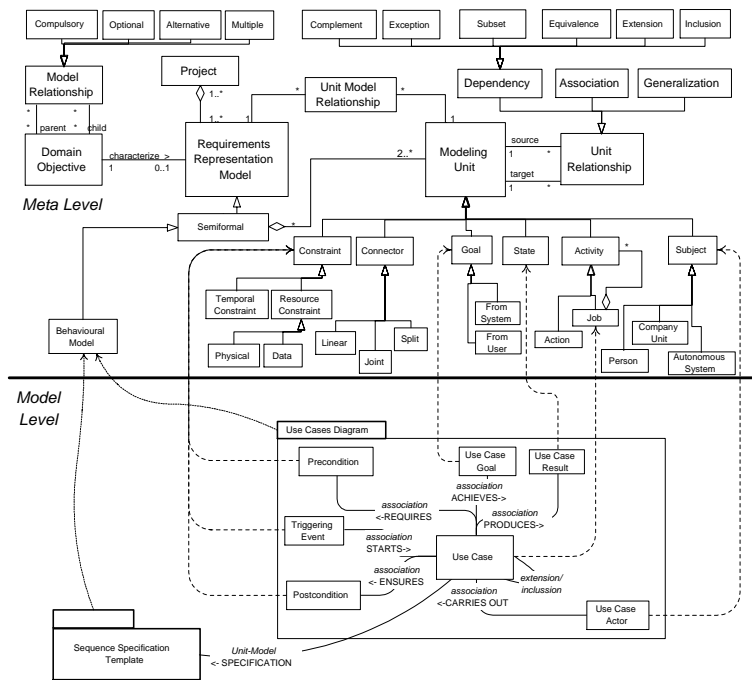 Compulsory
Optional
Alternative
Multiple
Complement
Exception
Subset
Equivalence
Extension
Inclusion
Model
Relationship
Project
Unit Model
Relationship
Dependency
Association
Generalization
1..*
*
*
*
*
*
*
parent
child
1..*
1
1
Domain
Objective
characterize >
1
0..1
Requirements
Representation
Model
2..*
Modeling
Unit
source
1
*
target
1
*
Unit
Relationship
Meta Level
Semiformal
*
Constraint
Connector
Goal
State
Activity
*
Subject
Temporal
Constraint
Resource
Constraint
From
System
Job
Behavioural
Model
Physical
Data
Linear
Joint
Split
From
User
Action
Person
Company
Unit
Autonomous
System
Model
Level
Use Cases Diagram
Precondition
Use Case
Goal
Use Case
Result
association
ACHIEVES->
association
<-REQUIRES
association
PRODUCES->
Triggering
Event
association
STARTS->
Use Case
association
<- ENSURES
Postcondition
extension/
inclussion
association
<-CARRIES OUT
Use Case
Actor
Sequence Specification
Template
Unit-Model
<- SPECIFICATION